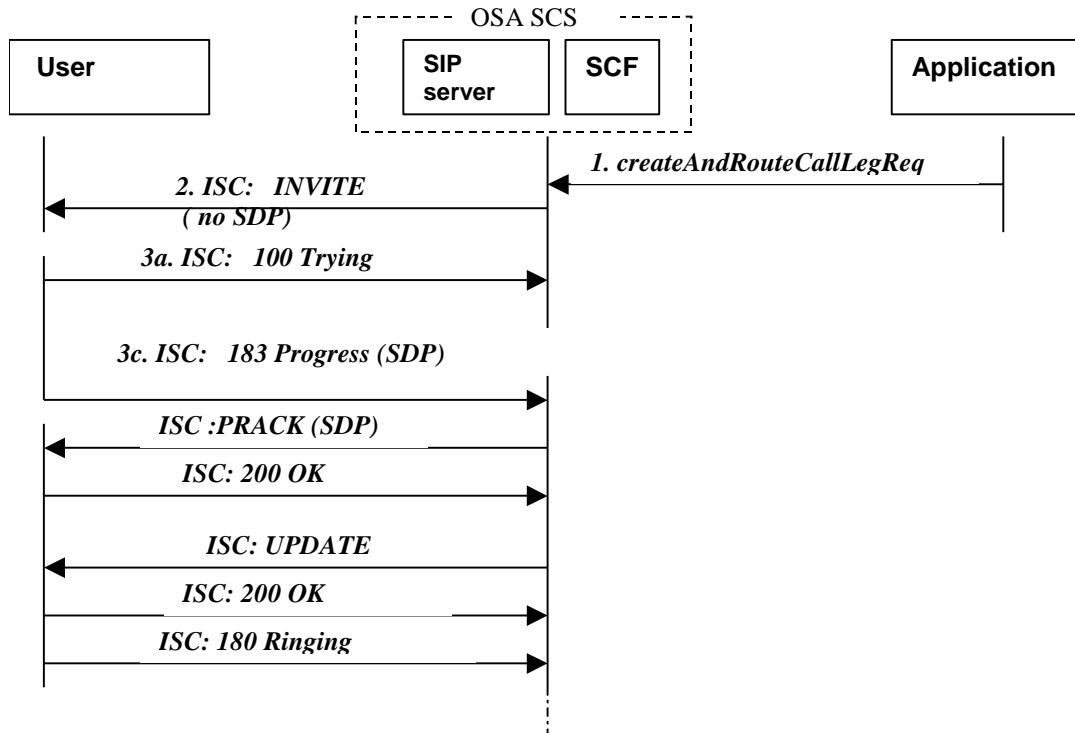 OSA SCS
User
SIP
server
SCF
Application
1. createAndRouteCallLegReq
2. ISC: INVITE
( no SDP)
3a. ISC: 100 Trying
3c. ISC: 183 Progress (SDP)
ISC :PRACK (SDP)
ISC: 200 OK
ISC: UPDATE
ISC: 200 OK
ISC: 180 Ringing